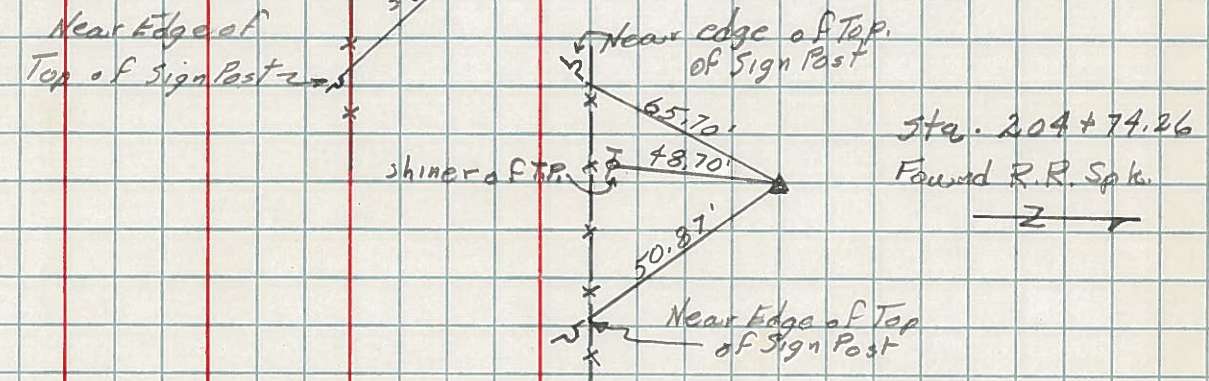 Near Edge of
Top of Sign Post
Near edge of Top.
of Sign Post
65.70'
shiner of T.P.
48.70'
50.87'
Near Edge of Top
of Sign Post
Sta. 204+74.26
Found R.R. Spk.